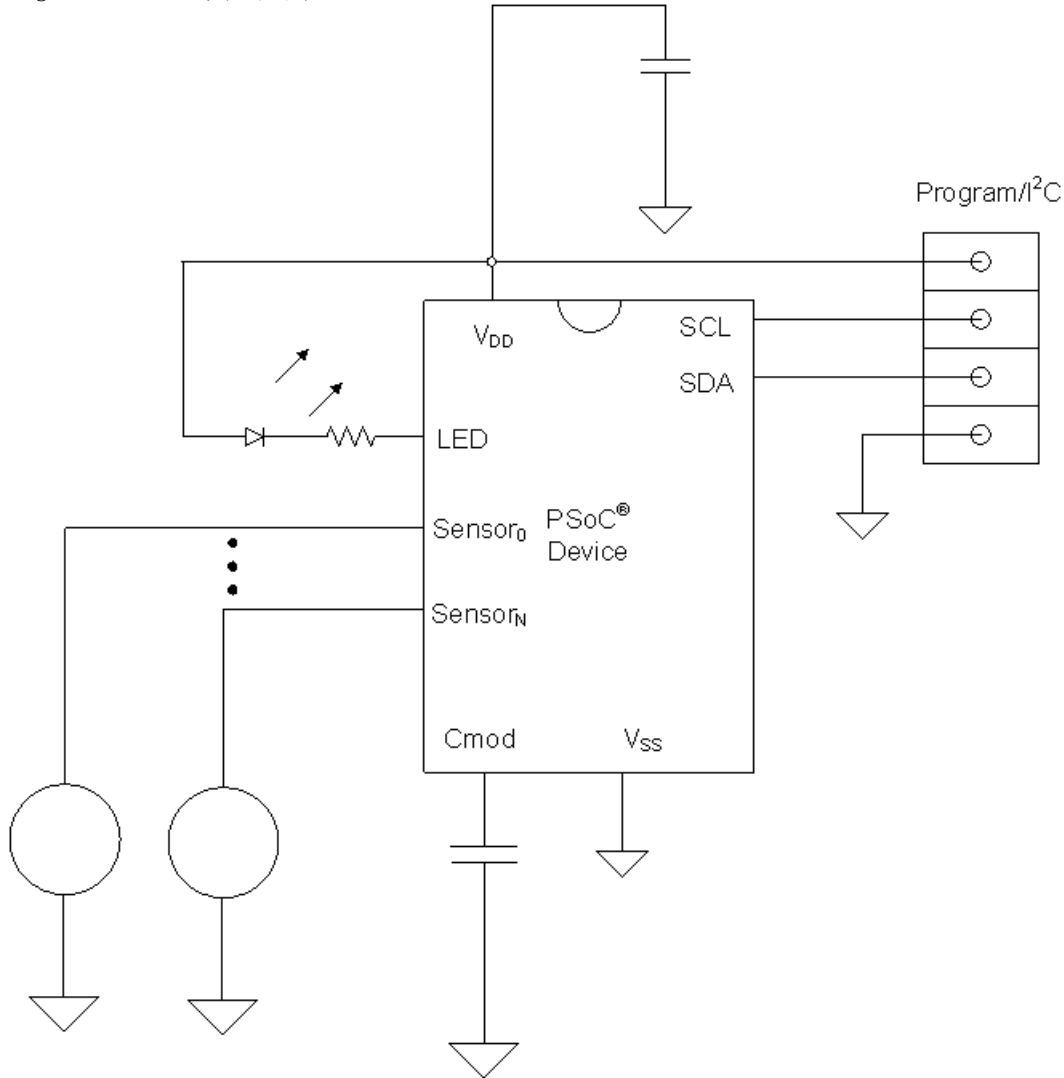 Program/I²C
V_DD
SCL
SDA
LED
Sensor₀
PSoC®
Device
Sensor_N
Cmod
V_SS